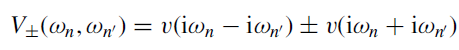 V±(ωn, ωn′) = v(iωn − iωn′) ± v(iωn + iωn′)